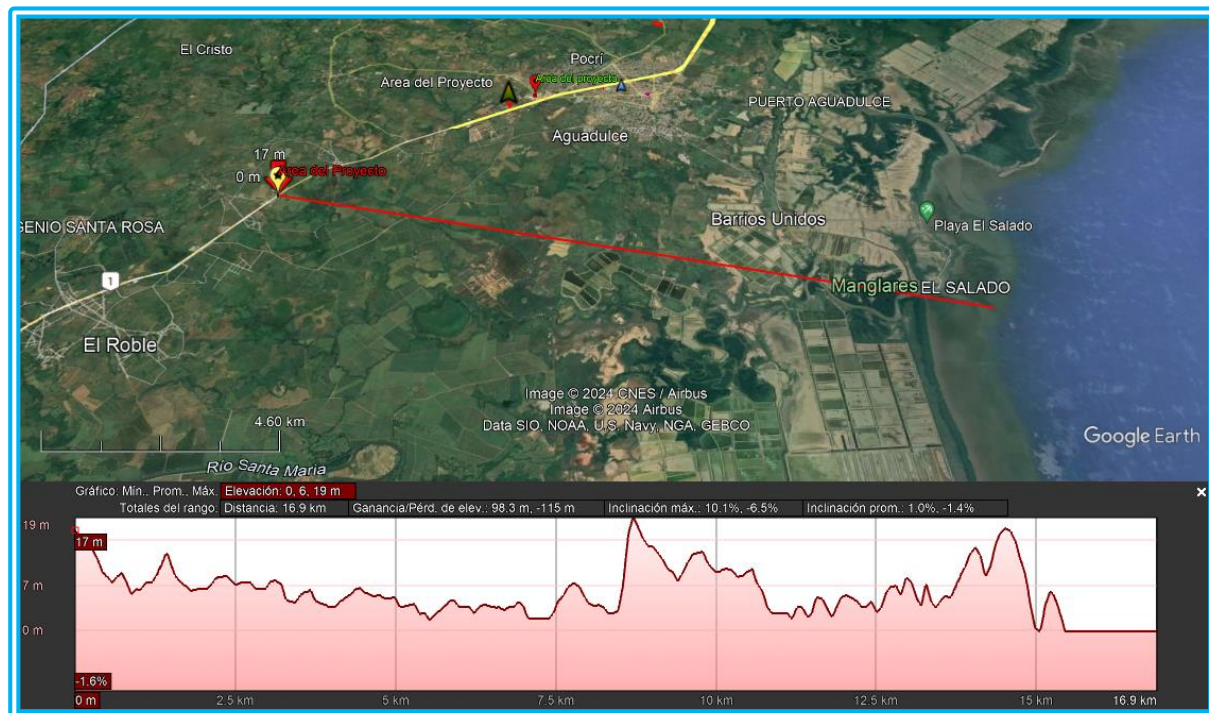 El Cristo
Pocrí
Area del Proyecto
Area del proyecto
PUERTO AGUADULCE
Aguadulce
17 m
0 m
Area del Proyecto
Barrios Unidos
Playa El Salado
GENIO SANTA ROSA
1
Manglares
EL SALADO
El Roble
Image © 2024 CNES / Airbus
Image © 2024 Airbus
Data SIO, NOAA, U.S. Navy, NGA, GEBCO
4.60 km
Google Earth
Río Santa Maria
Gráfico: Mín., Prom., Máx. Elevación: 0, 6, 19 m
Totales del rango: Distancia: 16.9 km Ganancia/Pérd. de elev.: 98.3 m, -115 m Inclinación máx.: 10.1%, -6.5% Inclinación prom.: 1.0%, -1.4%
19 m
17 m
7 m
0 m
-1.6%
0 m 2.5 km 5 km 7.5 km 10 km 12.5 km 15 km 16.9 km